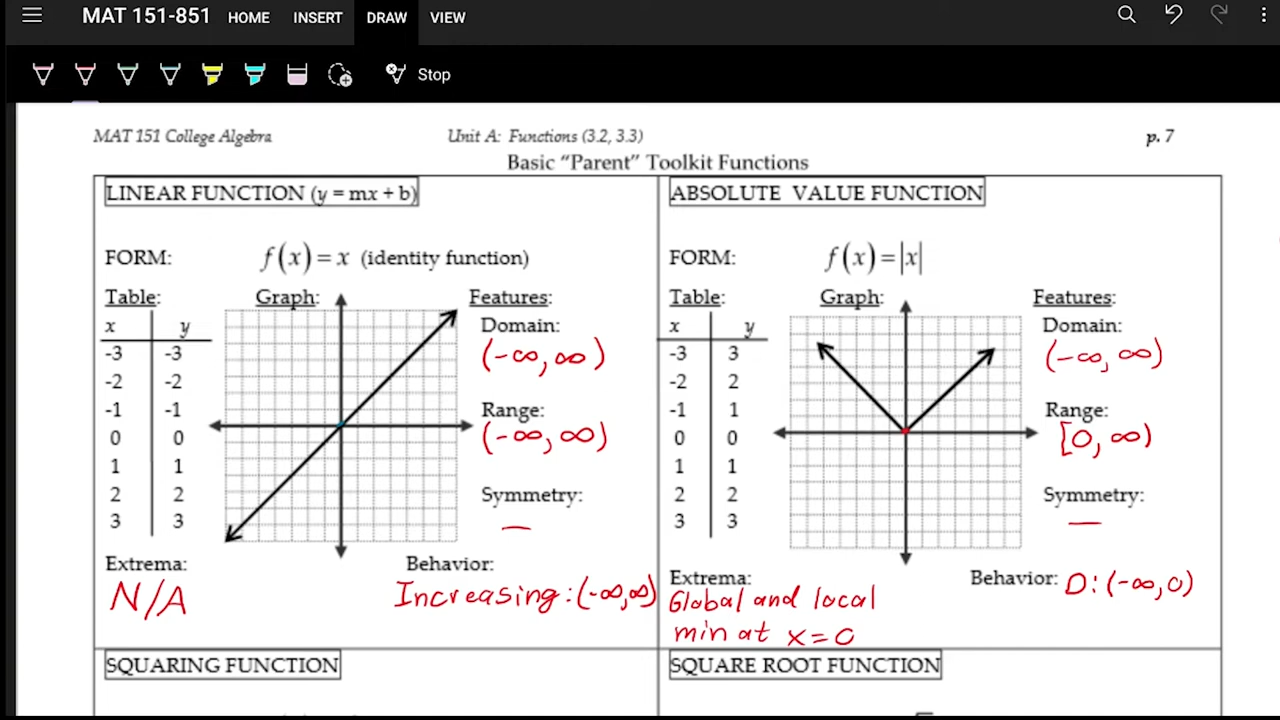 MAT 151-851 HOME INSERT DRAW VIEW
Stop
MAT 151 College Algebra Unit A: Functions (3.2, 3.3) p. 7
Basic “Parent” Toolkit Functions
LINEAR FUNCTION (y = mx + b)
FORM: f(x) = x (identity function)
Table: Graph: Features:
x y
-3 -3
-2 -2
-1 -1
0 0
1 1
2 2
3 3
Domain:
(-∞, ∞)
Range:
(-∞, ∞)
Symmetry:
—
Extrema:
N/A
Behavior:
Increasing: (-∞,∞)
ABSOLUTE VALUE FUNCTION
FORM: f(x) = |x|
Table: Graph: Features:
x y
-3 3
-2 2
-1 1
0 0
1 1
2 2
3 3
Domain:
(-∞, ∞)
Range:
[0, ∞)
Symmetry:
—
Extrema:
Global and local
min at x = 0
Behavior: D: (-∞, 0)
SQUARING FUNCTION
SQUARE ROOT FUNCTION